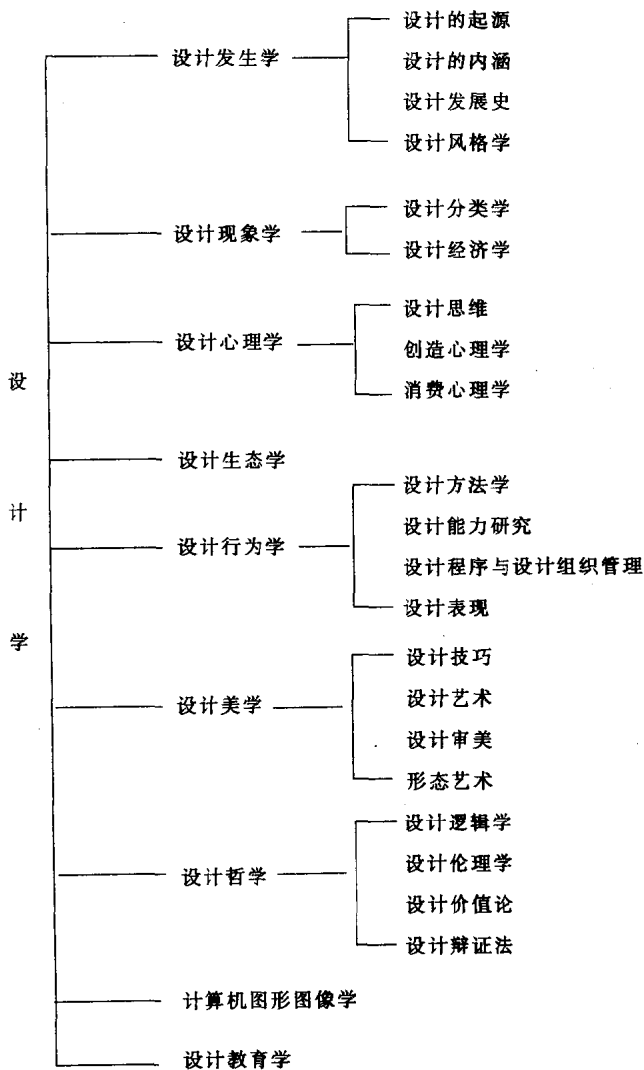 设计学
设计发生学
设计的起源
设计的内涵
设计发展史
设计风格学
设计现象学
设计分类学
设计经济学
设计心理学
设计思维
创造心理学
消费心理学
设计生态学
设计行为学
设计方法学
设计能力研究
设计程序与设计组织管理
设计表现
设计美学
设计技巧
设计艺术
设计审美
形态艺术
设计哲学
设计逻辑学
设计伦理学
设计价值论
设计辩证法
计算机图形图像学
设计教育学